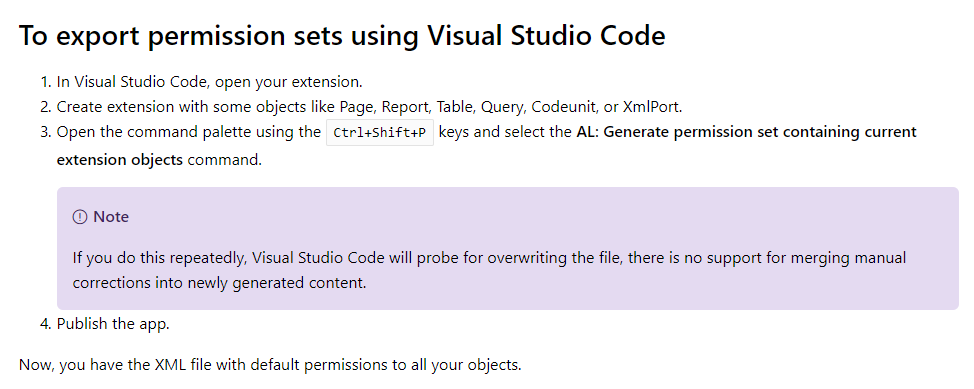 To export permission sets using Visual Studio Code
1. In Visual Studio Code, open your extension.
2. Create extension with some objects like Page, Report, Table, Query, Codeunit, or XmlPort.
3. Open the command palette using the Ctrl+Shift+P keys and select the AL: Generate permission set containing current
extension objects command.
Note
If you do this repeatedly, Visual Studio Code will probe for overwriting the file, there is no support for merging manual
corrections into newly generated content.
4. Publish the app.
Now, you have the XML file with default permissions to all your objects.